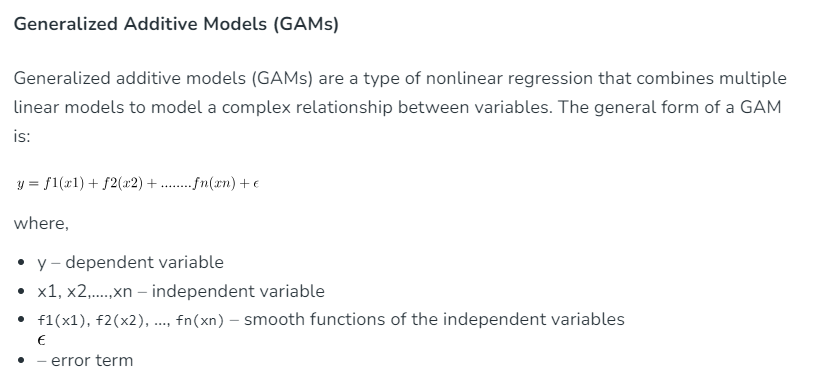 Generalized Additive Models (GAMs)
Generalized additive models (GAMs) are a type of nonlinear regression that combines multiple
linear models to model a complex relationship between variables. The general form of a GAM
is:
y = f1(x1) + f2(x2) + ........fn(xn) + ϵ
where,
• y – dependent variable
• x1, x2,....,xn – independent variable
• f1(x1), f2(x2), ..., fn(xn) – smooth functions of the independent variables
ϵ
• – error term